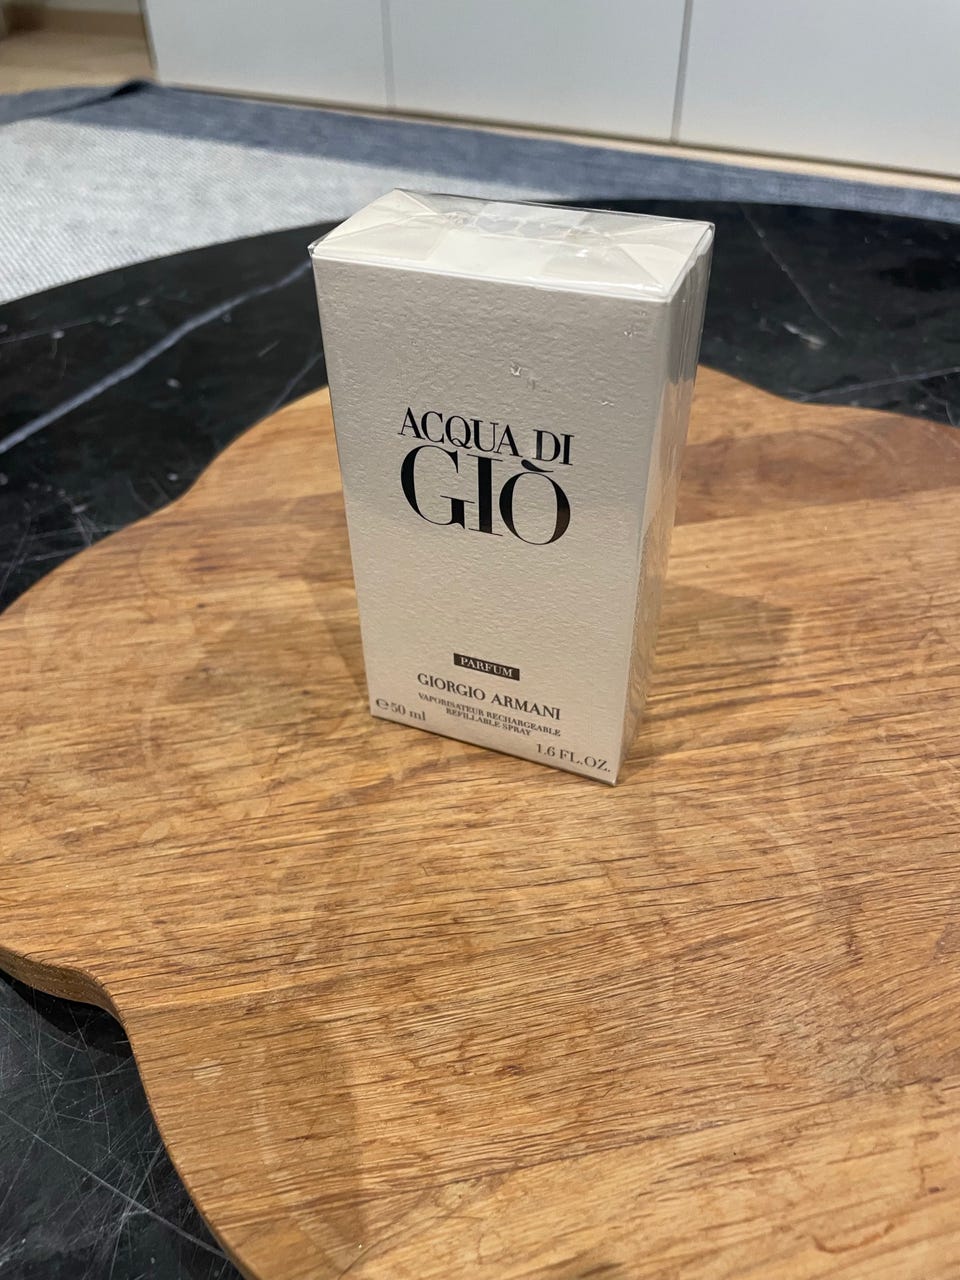 ACQUA DI
GIÒ
PARFUM
GIORGIO ARMANI
VAPORISATEUR RECHARGEABLE
REFILLABLE SPRAY
℮50 ml
1.6 FL.OZ.